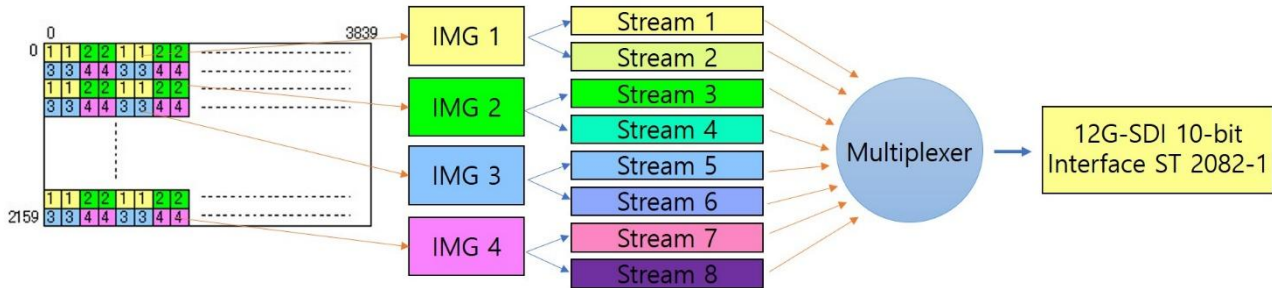 0 3839
0 1 1 2 2 1 1 2 2
3 3 4 4 3 3 4 4
1 1 2 2 1 1 2 2
3 3 4 4 3 3 4 4
1 1 2 2 1 1 2 2
2159 3 3 4 4 3 3 4 4
IMG 1
IMG 2
IMG 3
IMG 4
Stream 1
Stream 2
Stream 3
Stream 4
Stream 5
Stream 6
Stream 7
Stream 8
Multiplexer
12G-SDI 10-bit
Interface ST 2082-1